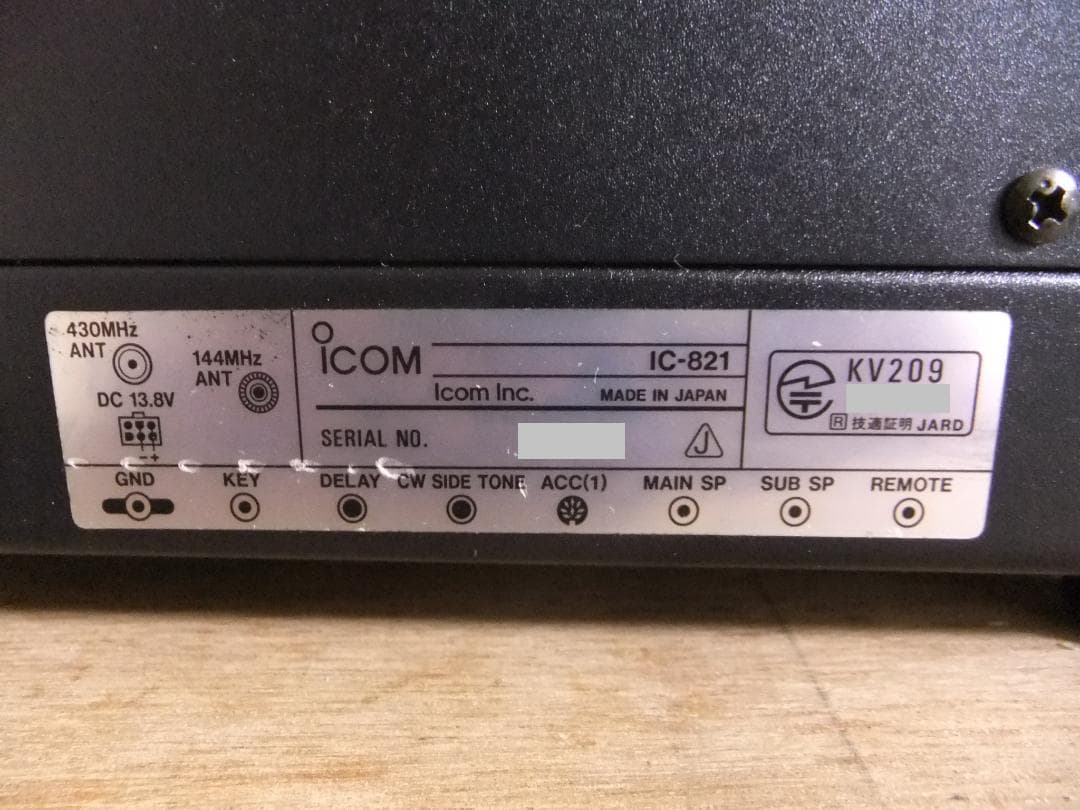 430MHz
ANT
144MHz
ANT
DC 13.8V
- +
ICOM
IC-821
Icom Inc.
MADE IN JAPAN
SERIAL NO.
J
KV209
R 技適証明 JARD
GND KEY DELAY CW SIDE TONE ACC(1) MAIN SP SUB SP REMOTE